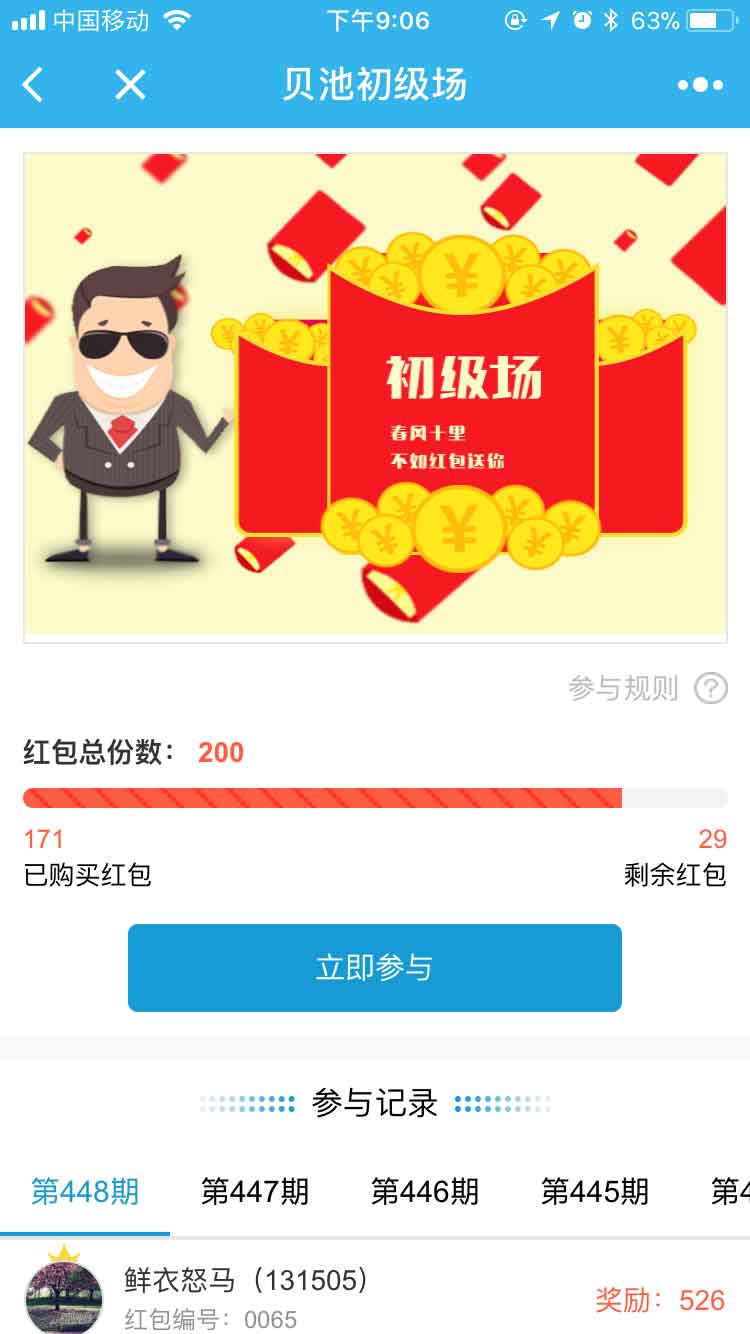 中国移动 下午9:06 63%
贝池初级场
初级场
春风十里
不如红包送你
参与规则 ?
红包总份数： 200
171 29
已购买红包 剩余红包
立即参与
参与记录
第448期 第447期 第446期 第445期 第4
鲜衣怒马（131505）
红包编号：0065
奖励：526